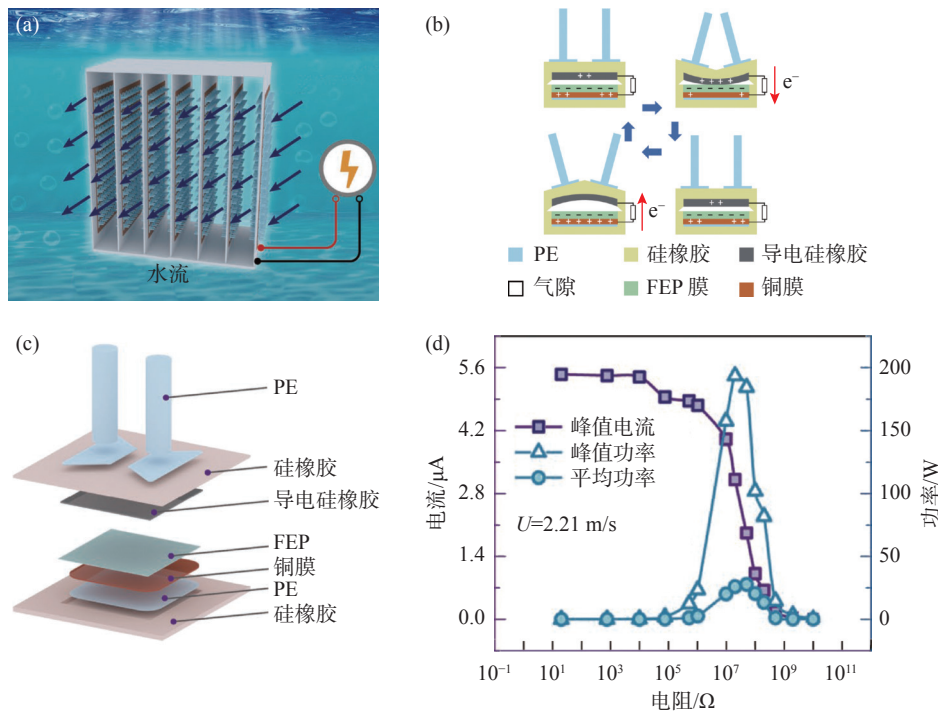 (a)
水流
(b)
+ +
- - - - -
+ + + +
e⁻
e⁻
PE
硅橡胶
导电硅橡胶
气隙
FEP 膜
铜膜
(c)
PE
硅橡胶
导电硅橡胶
FEP
铜膜
PE
硅橡胶
(d)
5.6
4.2
2.8
1.4
0.0
电流/μA
峰值电流
峰值功率
平均功率
U=2.21 m/s
200
150
100
50
0
功率/W
10⁻¹ 10¹ 10³ 10⁵ 10⁷ 10⁹ 10¹¹
电阻/Ω